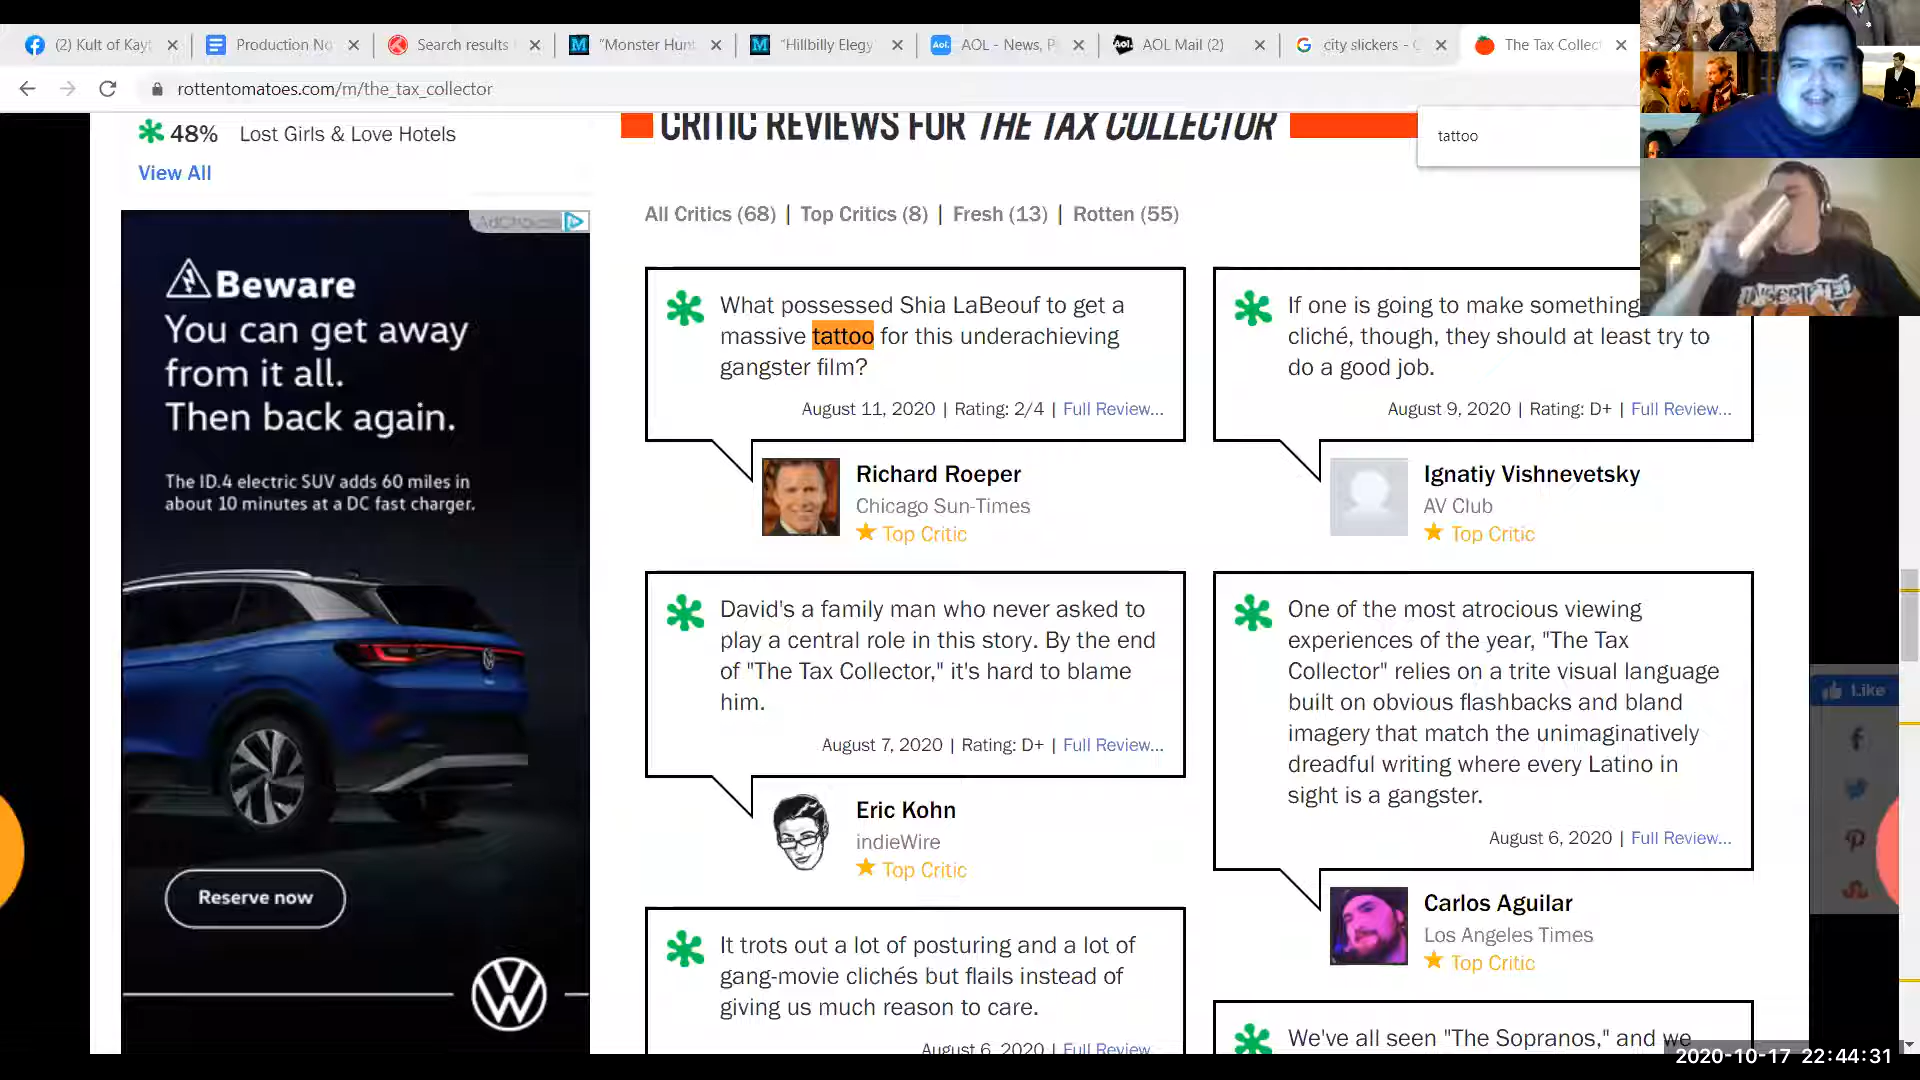 (2) Kult of Kayt
Production No
Search results
"Monster Hun
"Hillbilly Elegy
AOL - News, P
AOL Mail (2)
city slickers - G
The Tax Collec
rottentomatoes.com/m/the_tax_collector
tattoo
48% Lost Girls & Love Hotels
View All
CRITIC REVIEWS FOR THE TAX COLLECTOR
All Critics (68) | Top Critics (8) | Fresh (13) | Rotten (55)
AdChoices
Beware
You can get away
from it all.
Then back again.
The ID.4 electric SUV adds 60 miles in
about 10 minutes at a DC fast charger.
Reserve now
What possessed Shia LaBeouf to get a
massive tattoo for this underachieving
gangster film?
August 11, 2020 | Rating: 2/4 | Full Review...
Richard Roeper
Chicago Sun-Times
Top Critic
If one is going to make something
cliché, though, they should at least try to
do a good job.
August 9, 2020 | Rating: D+ | Full Review...
Ignatiy Vishnevetsky
AV Club
Top Critic
David's a family man who never asked to
play a central role in this story. By the end
of "The Tax Collector," it's hard to blame
him.
August 7, 2020 | Rating: D+ | Full Review...
Eric Kohn
indieWire
Top Critic
One of the most atrocious viewing
experiences of the year, "The Tax
Collector" relies on a trite visual language
built on obvious flashbacks and bland
imagery that match the unimaginatively
dreadful writing where every Latino in
sight is a gangster.
August 6, 2020 | Full Review...
Carlos Aguilar
Los Angeles Times
Top Critic
It trots out a lot of posturing and a lot of
gang-movie clichés but flails instead of
giving us much reason to care.
August 6, 2020 | Full Review
We've all seen "The Sopranos," and we
Like
2020-10-17 22:44:31